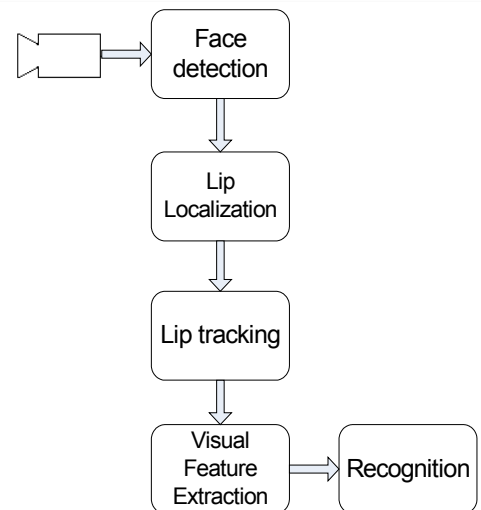 Face
detection
Lip
Localization
Lip tracking
Visual
Feature
Extraction
Recognition